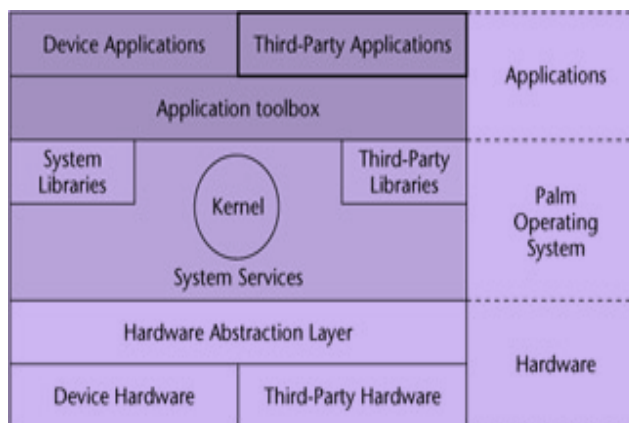 Device Applications
Third-Party Applications
Applications
Application toolbox
System
Libraries
Third-Party
Libraries
Kernel
System Services
Palm
Operating
System
Hardware Abstraction Layer
Hardware
Device Hardware
Third-Party Hardware